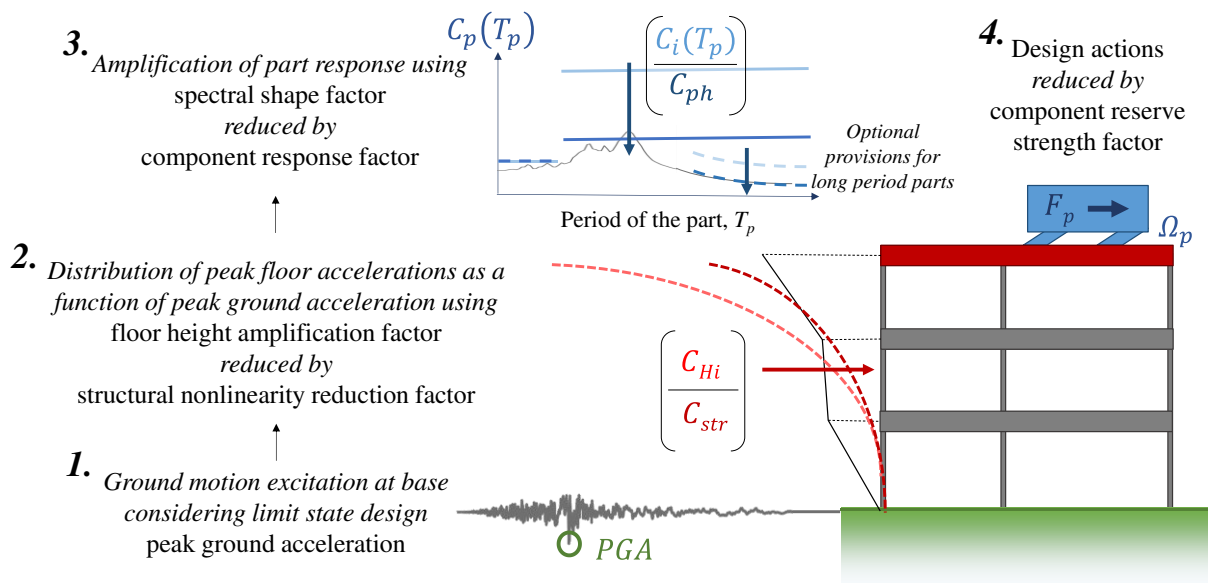 3.
Amplification of part response using
spectral shape factor
reduced by
component response factor
C_p(T_p)
C_i(T_p)
C_ph
Optional
provisions for
long period parts
Period of the part, T_p
4.
Design actions
reduced by
component reserve
strength factor
F_p
Ω_p
2.
Distribution of peak floor accelerations as a
function of peak ground acceleration using
floor height amplification factor
reduced by
structural nonlinearity reduction factor
C_Hi
C_str
1.
Ground motion excitation at base
considering limit state design
peak ground acceleration
PGA